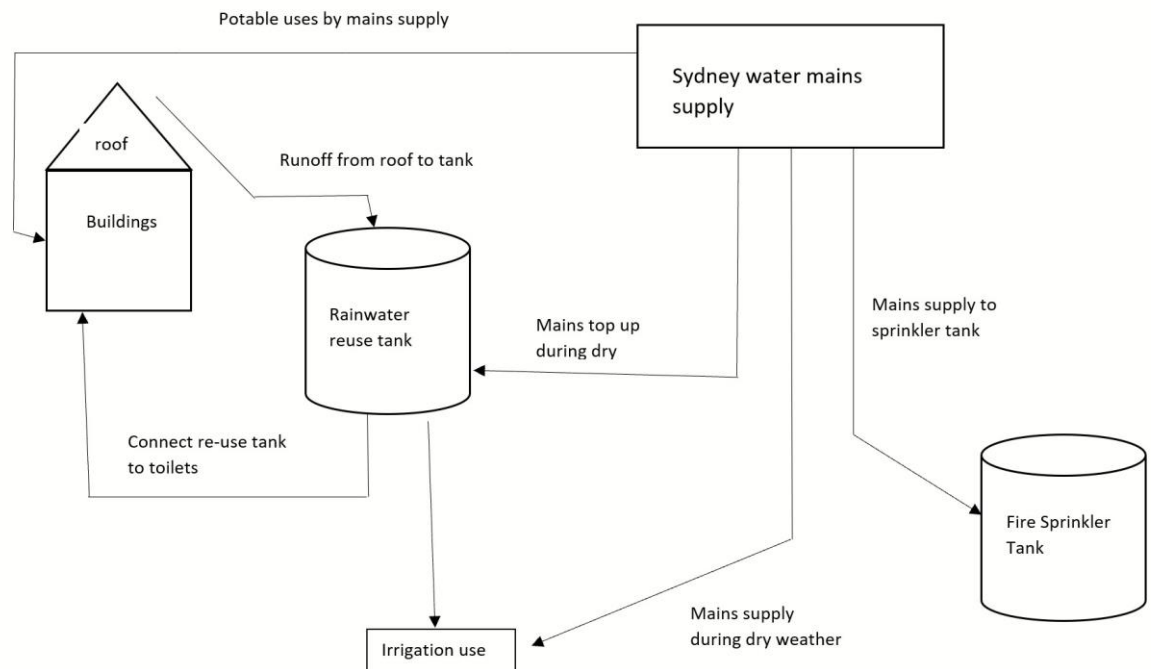 Potable uses by mains supply
Sydney water mains
supply
roof
Runoff from roof to tank
Buildings
Rainwater
reuse tank
Mains top up
during dry
Mains supply to
sprinkler tank
Connect re-use tank
to toilets
Fire Sprinkler
Tank
Mains supply
during dry weather
Irrigation use